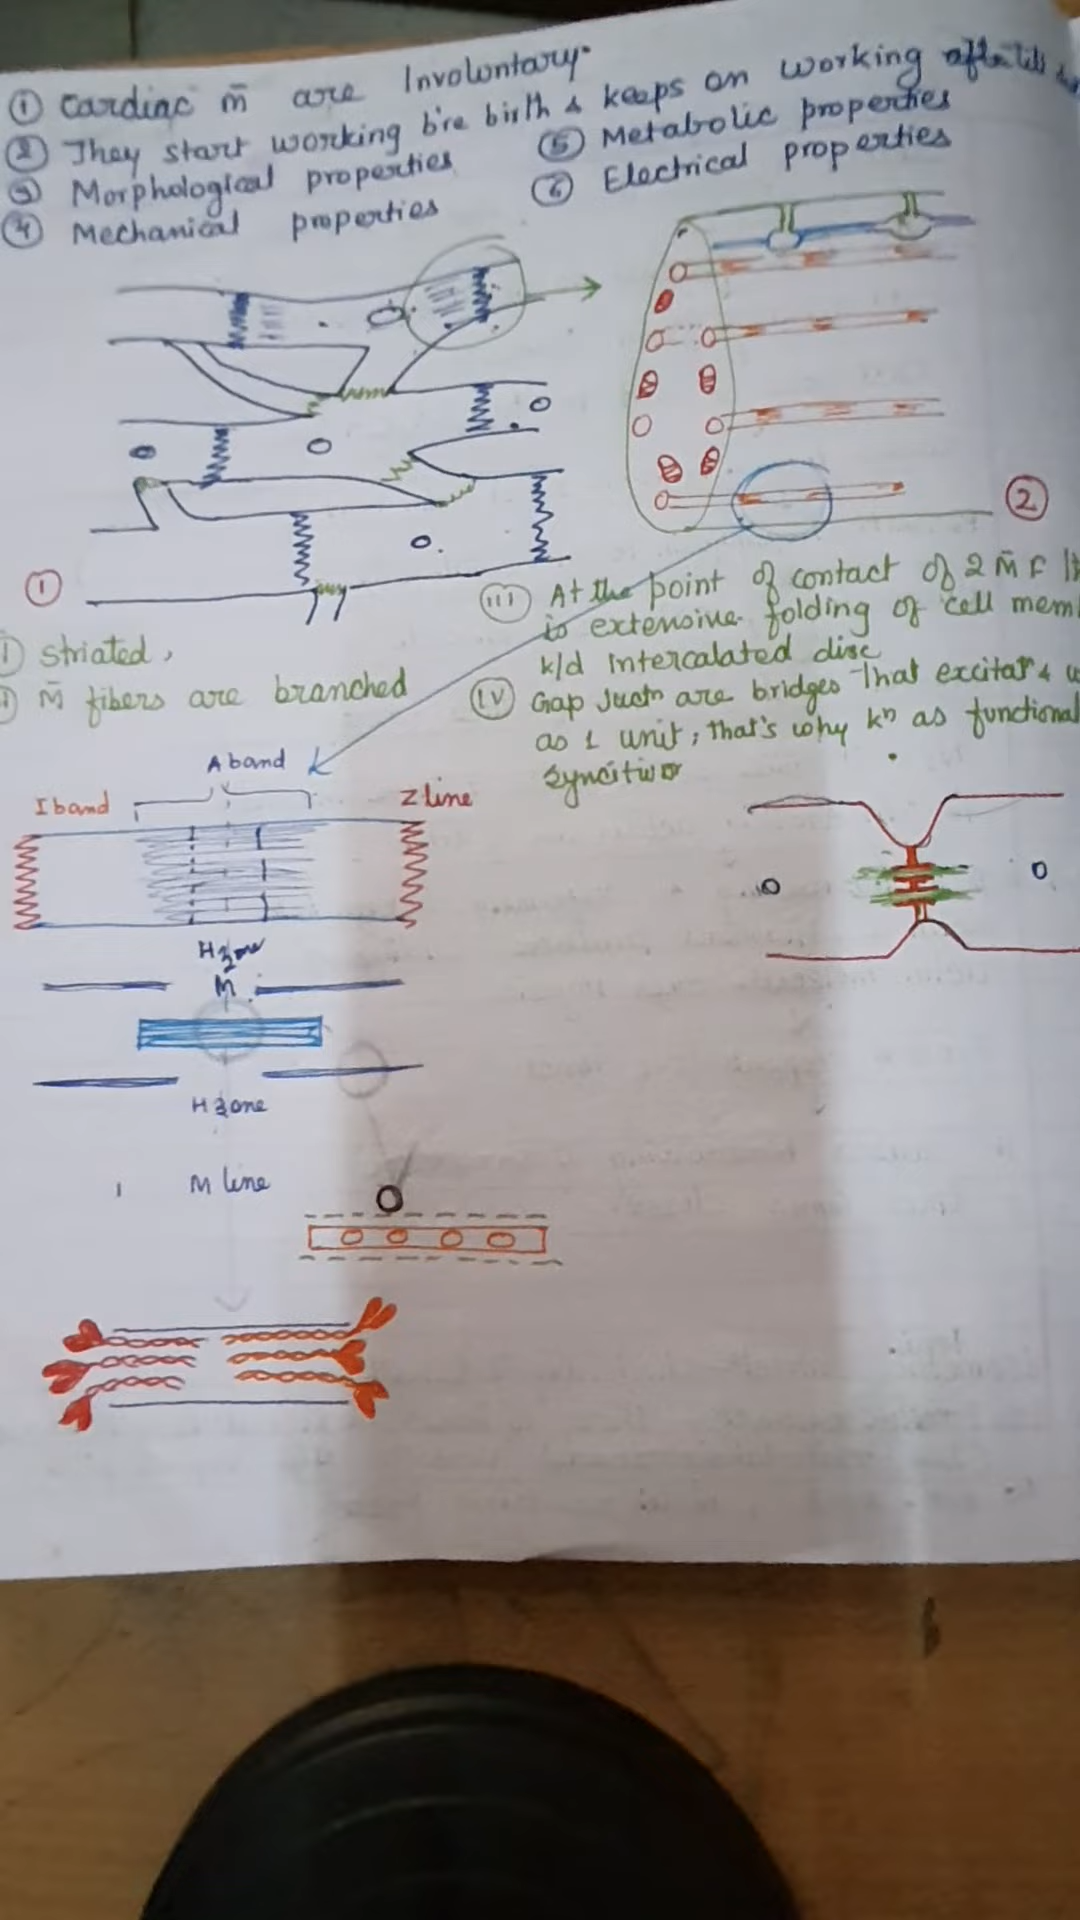 ① Cardiac m̄ are Involuntary.
② They start working b're birth & keeps on working after
③ Morphological properties
④ Mechanical properties
⑤ Metabolic properties
⑥ Electrical properties
①
②
i striated,
ii m̄ fibers are branched
iii At the point of contact of 2 m̄ F
is extensive folding of cell mem
k/d intercalated disc
iv Gap Juctn are bridges That
as 1 unit, that's why kn as functional
A band
I band
Z line
H zone
M
H zone
M line